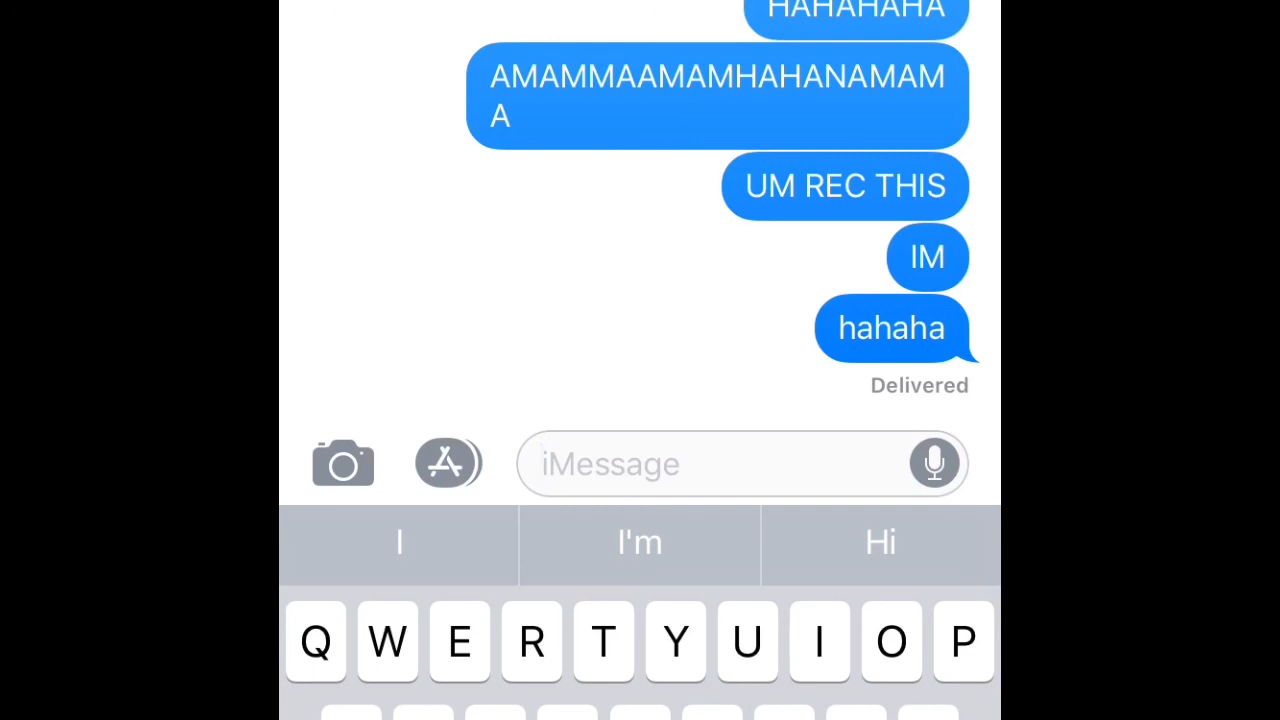 HAHAHAHA
AMAMMAAMAMHAHANAMAM
A
UM REC THIS
IM
hahaha
Delivered
iMessage
I
I'm
Hi
Q W E R T Y U I O P